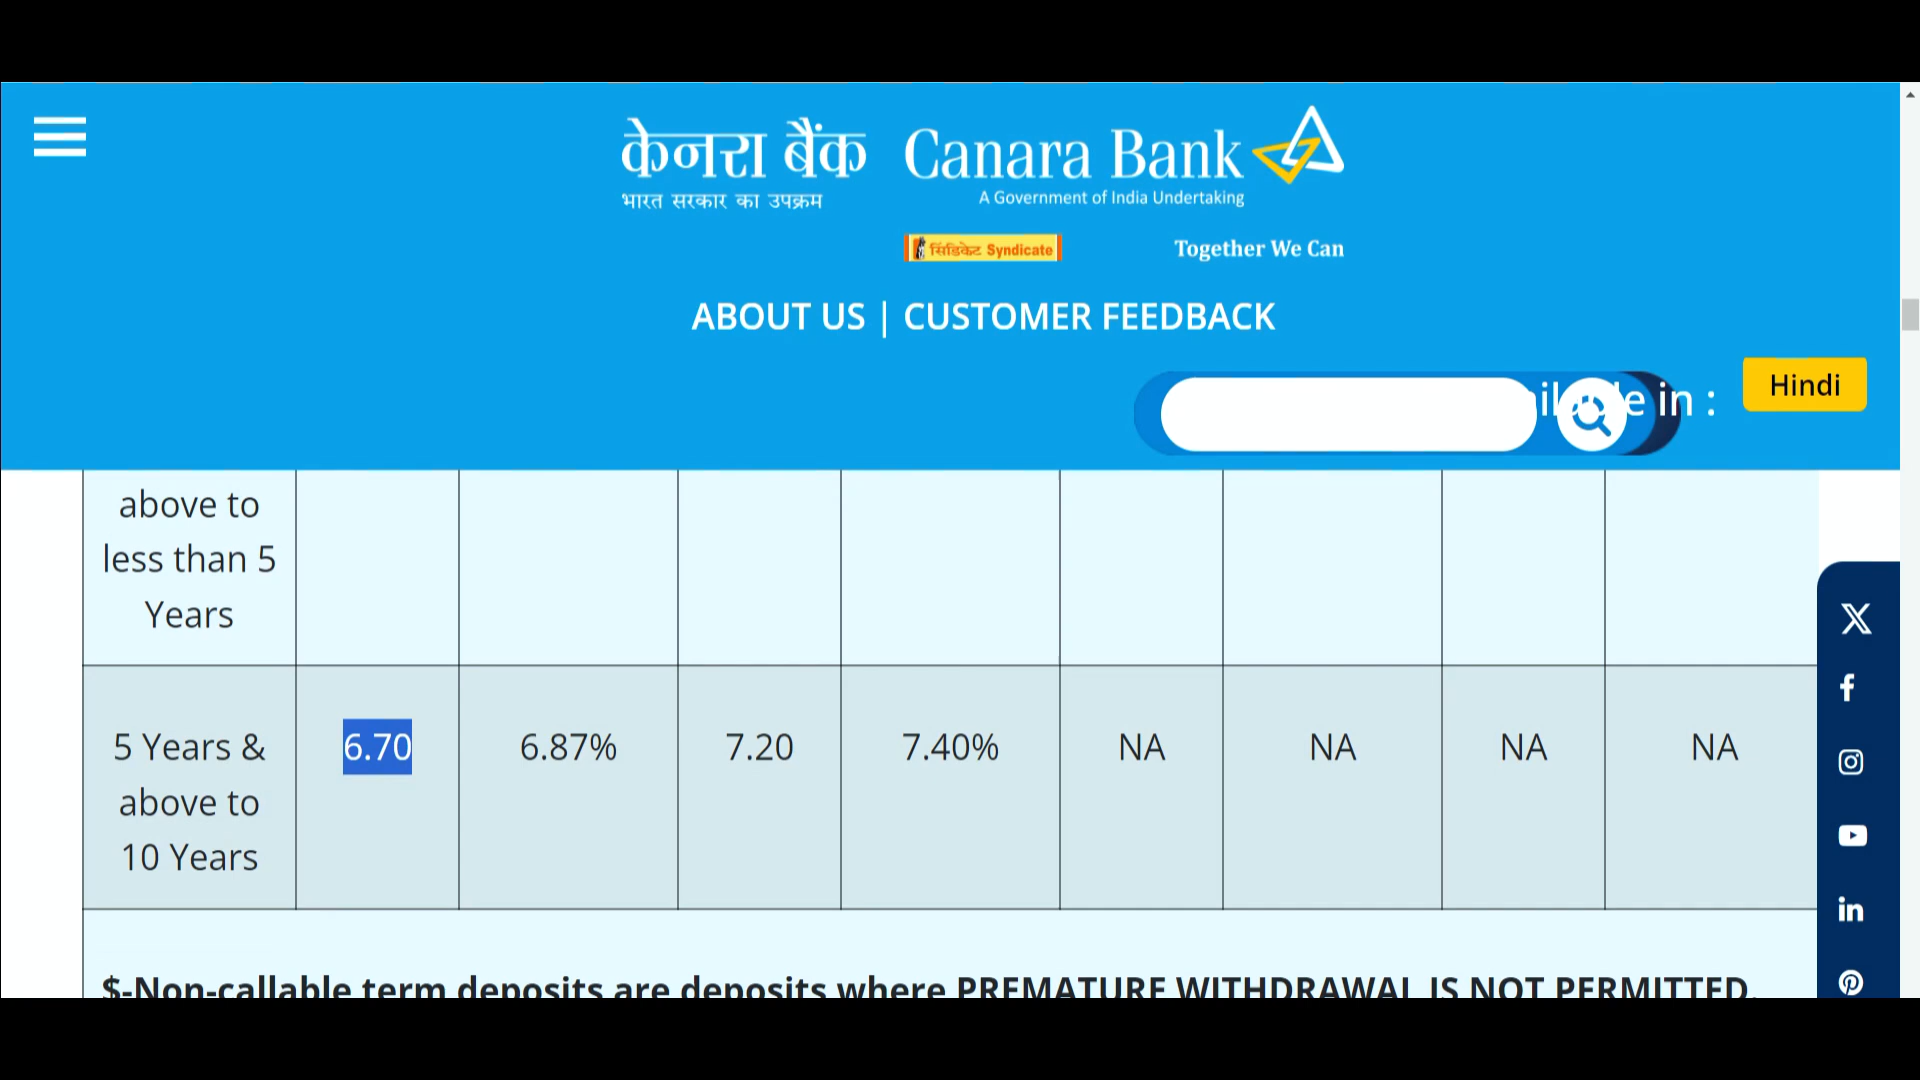 केनरा बैंक Canara Bank
भारत सरकार का उपक्रम A Government of India Undertaking
सिंडिकेट Syndicate Together We Can
ABOUT US | CUSTOMER FEEDBACK
in :
Hindi
above to
less than 5
Years
5 Years & 6.70 6.87% 7.20 7.40% NA NA NA NA
above to
10 Years
$-Non-callable term deposits are deposits where PREMATURE WITHDRAWAL IS NOT PERMITTED.